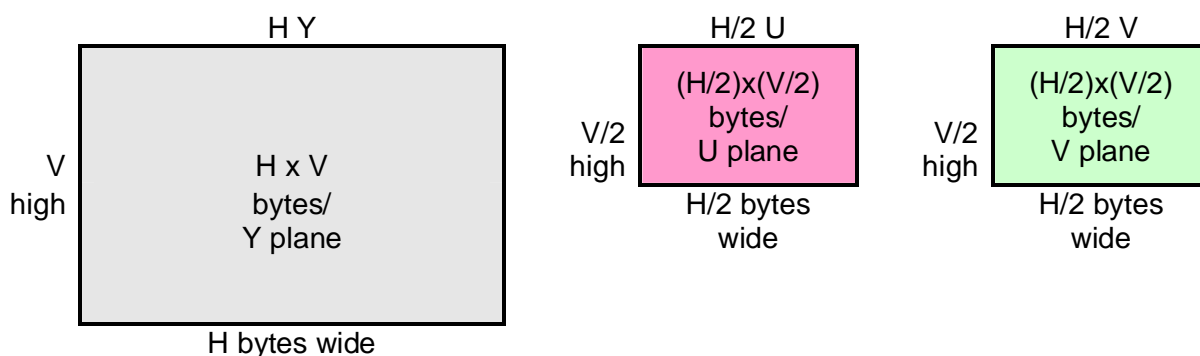 H Y
V
high
H x V
bytes/
Y plane
H bytes wide
H/2 U
V/2
high
(H/2)x(V/2)
bytes/
U plane
H/2 bytes
wide
H/2 V
V/2
high
(H/2)x(V/2)
bytes/
V plane
H/2 bytes
wide